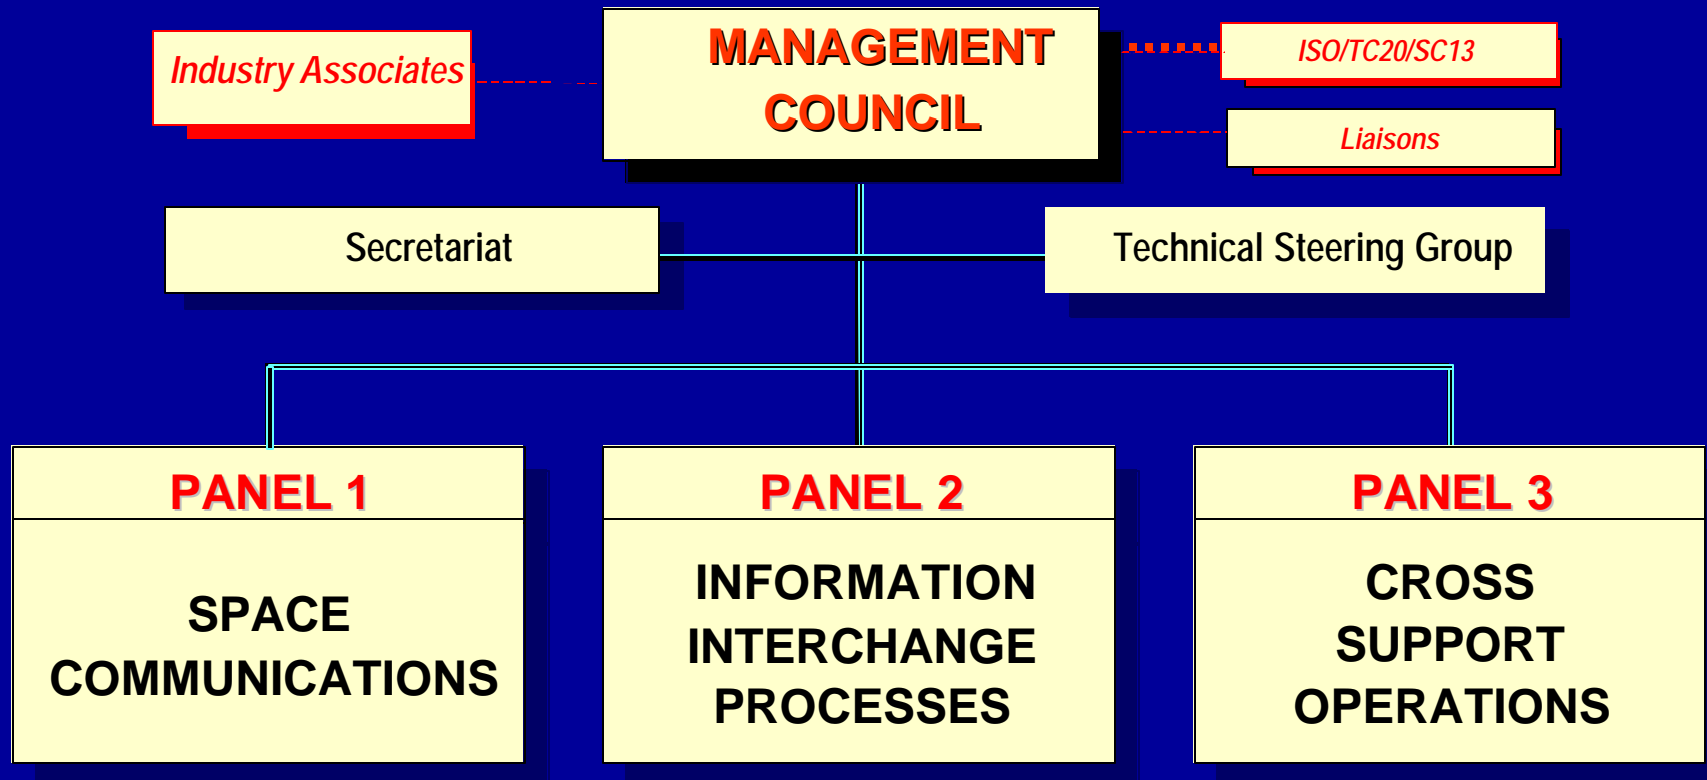 Industry Associates
MANAGEMENT
COUNCIL
ISO/TC20/SC13
Liaisons
Secretariat
Technical Steering Group
PANEL 1
SPACE
COMMUNICATIONS
PANEL 2
INFORMATION
INTERCHANGE
PROCESSES
PANEL 3
CROSS
SUPPORT
OPERATIONS